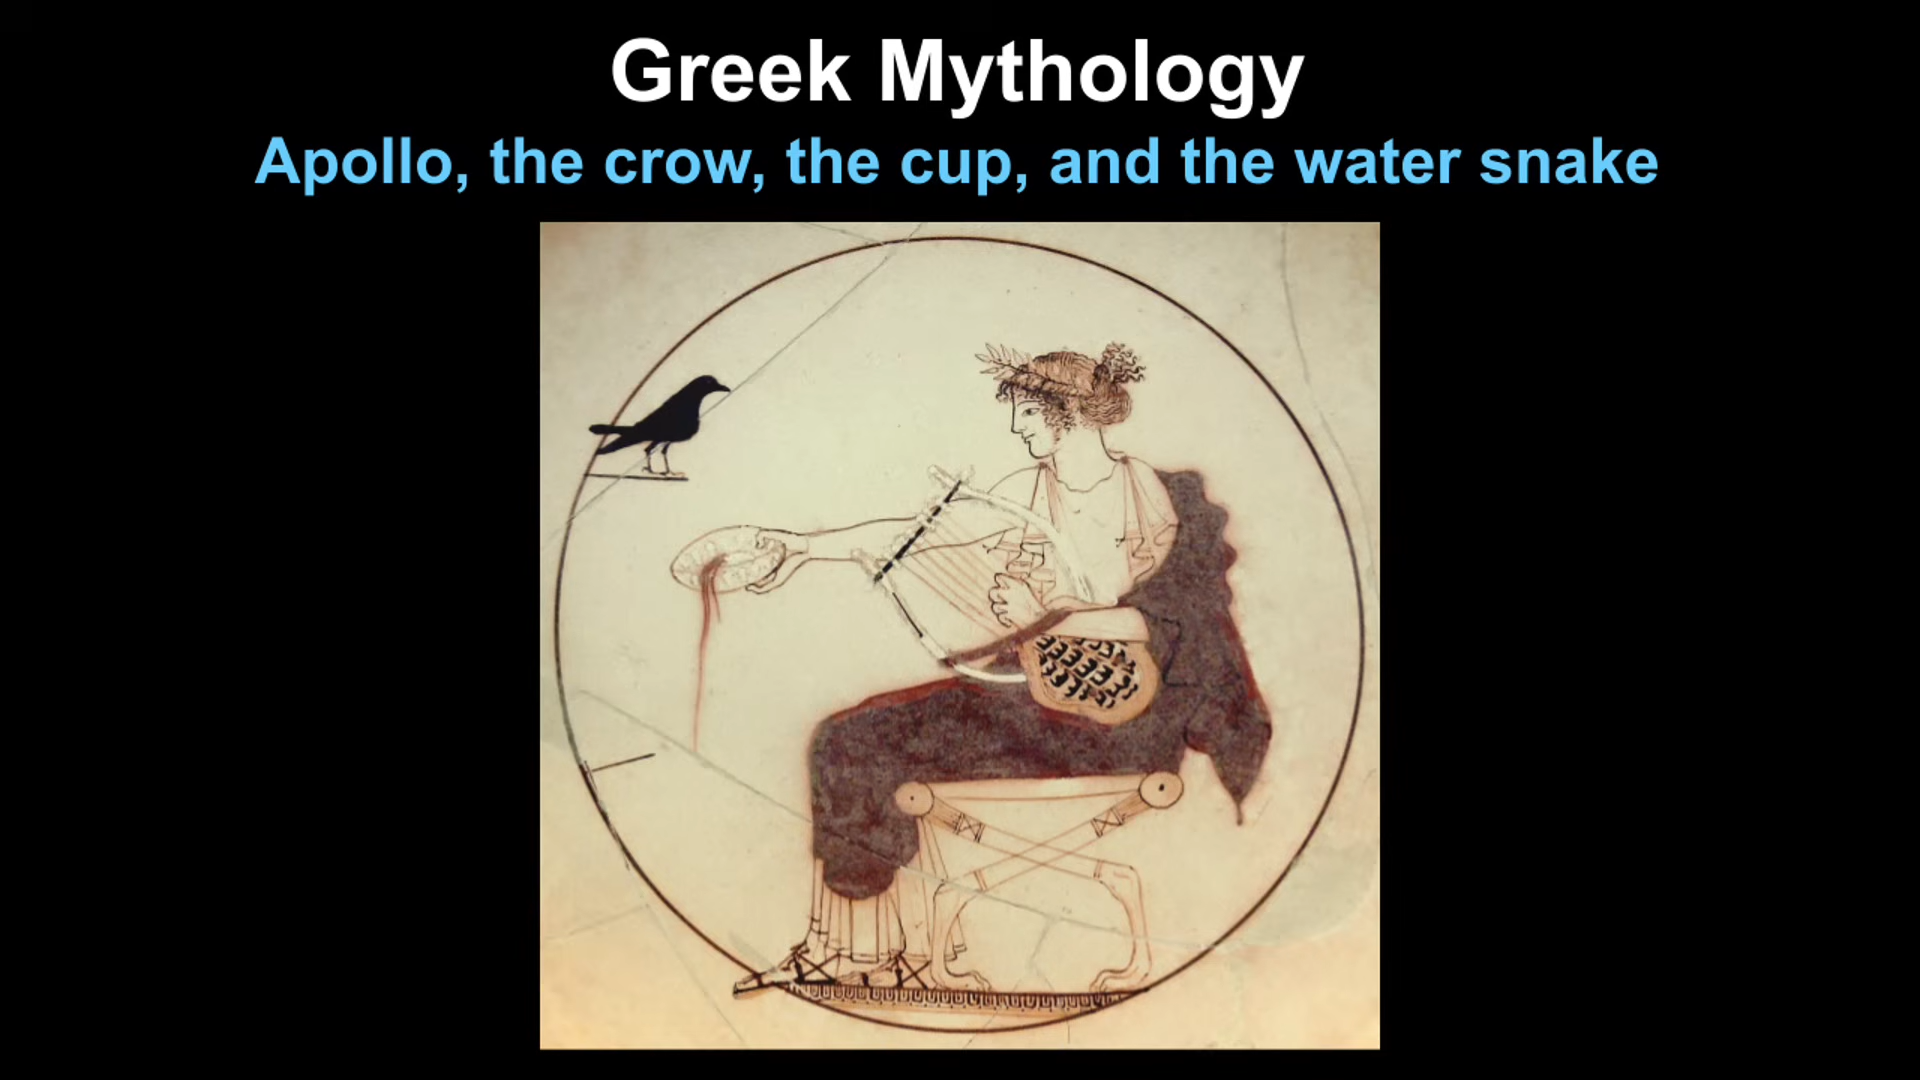 Greek Mythology
Apollo, the crow, the cup, and the water snake